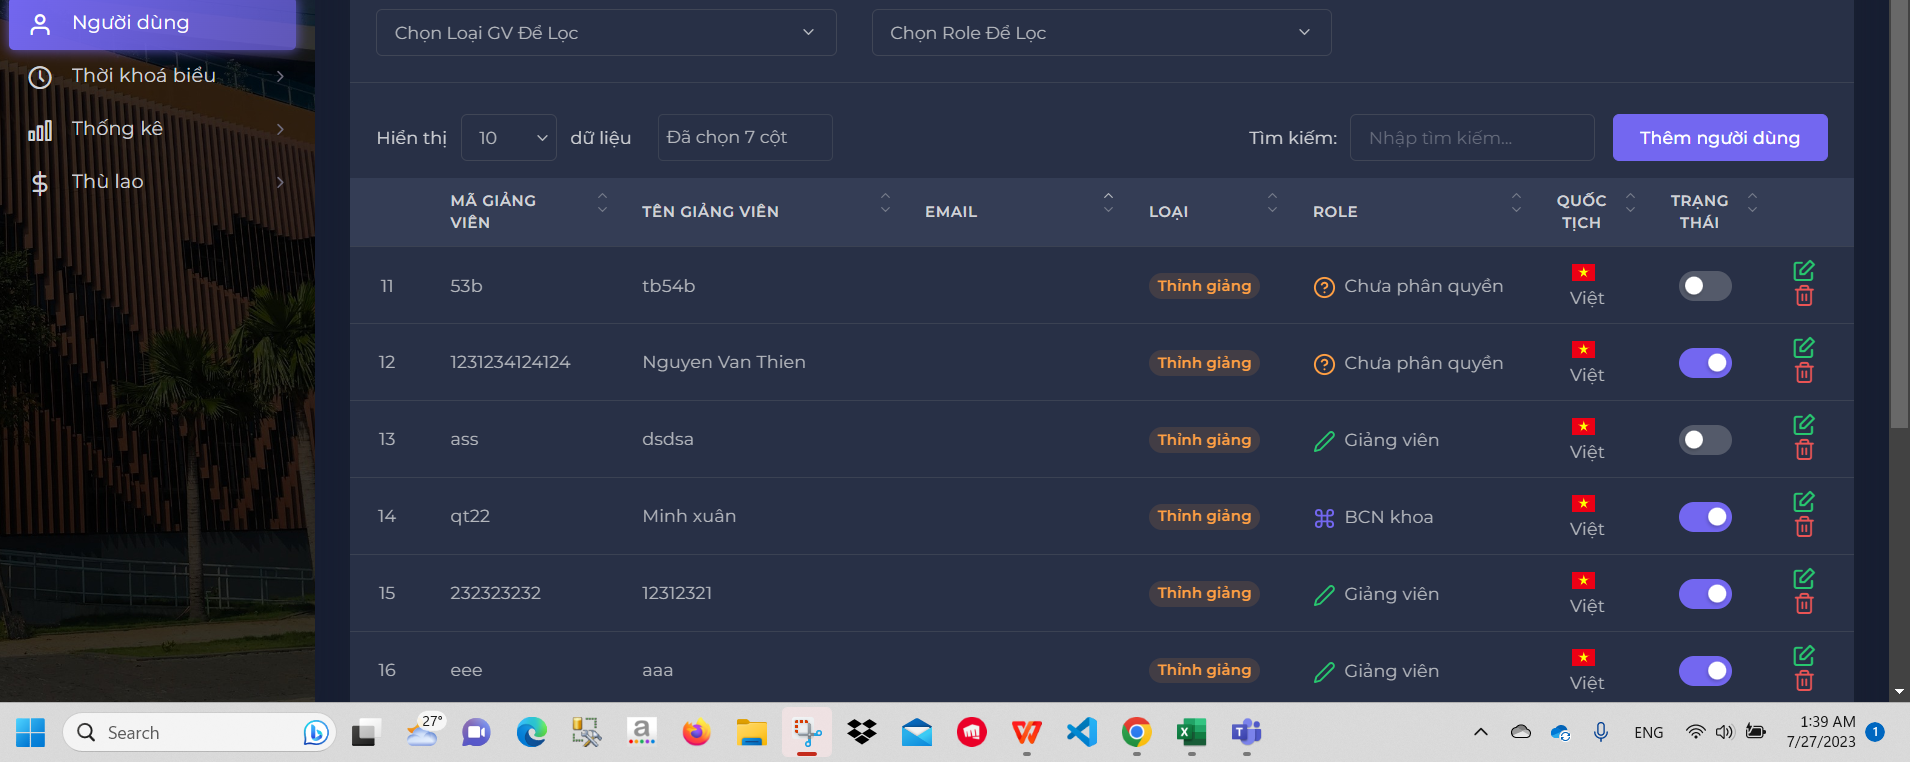 Người dùng
Thời khoá biểu
Thống kê
Thù lao
Chọn Loại GV Để Lọc
Chọn Role Để Lọc
Hiển thị 10 dữ liệu Đã chọn 7 cột
Tìm kiếm: Nhập tìm kiếm... Thêm người dùng
MÃ GIẢNG VIÊN TÊN GIẢNG VIÊN EMAIL LOẠI ROLE QUỐC TỊCH TRẠNG THÁI
11 53b tb54b Thỉnh giảng Chưa phân quyền Việt
12 1231234124124 Nguyen Van Thien Thỉnh giảng Chưa phân quyền Việt
13 ass dsdsa Thỉnh giảng Giảng viên Việt
14 qt22 Minh xuân Thỉnh giảng BCN khoa Việt
15 232323232 12312321 Thỉnh giảng Giảng viên Việt
16 eee aaa Thỉnh giảng Giảng viên Việt
Search 27° a ENG 1:39 AM 1
7/27/2023